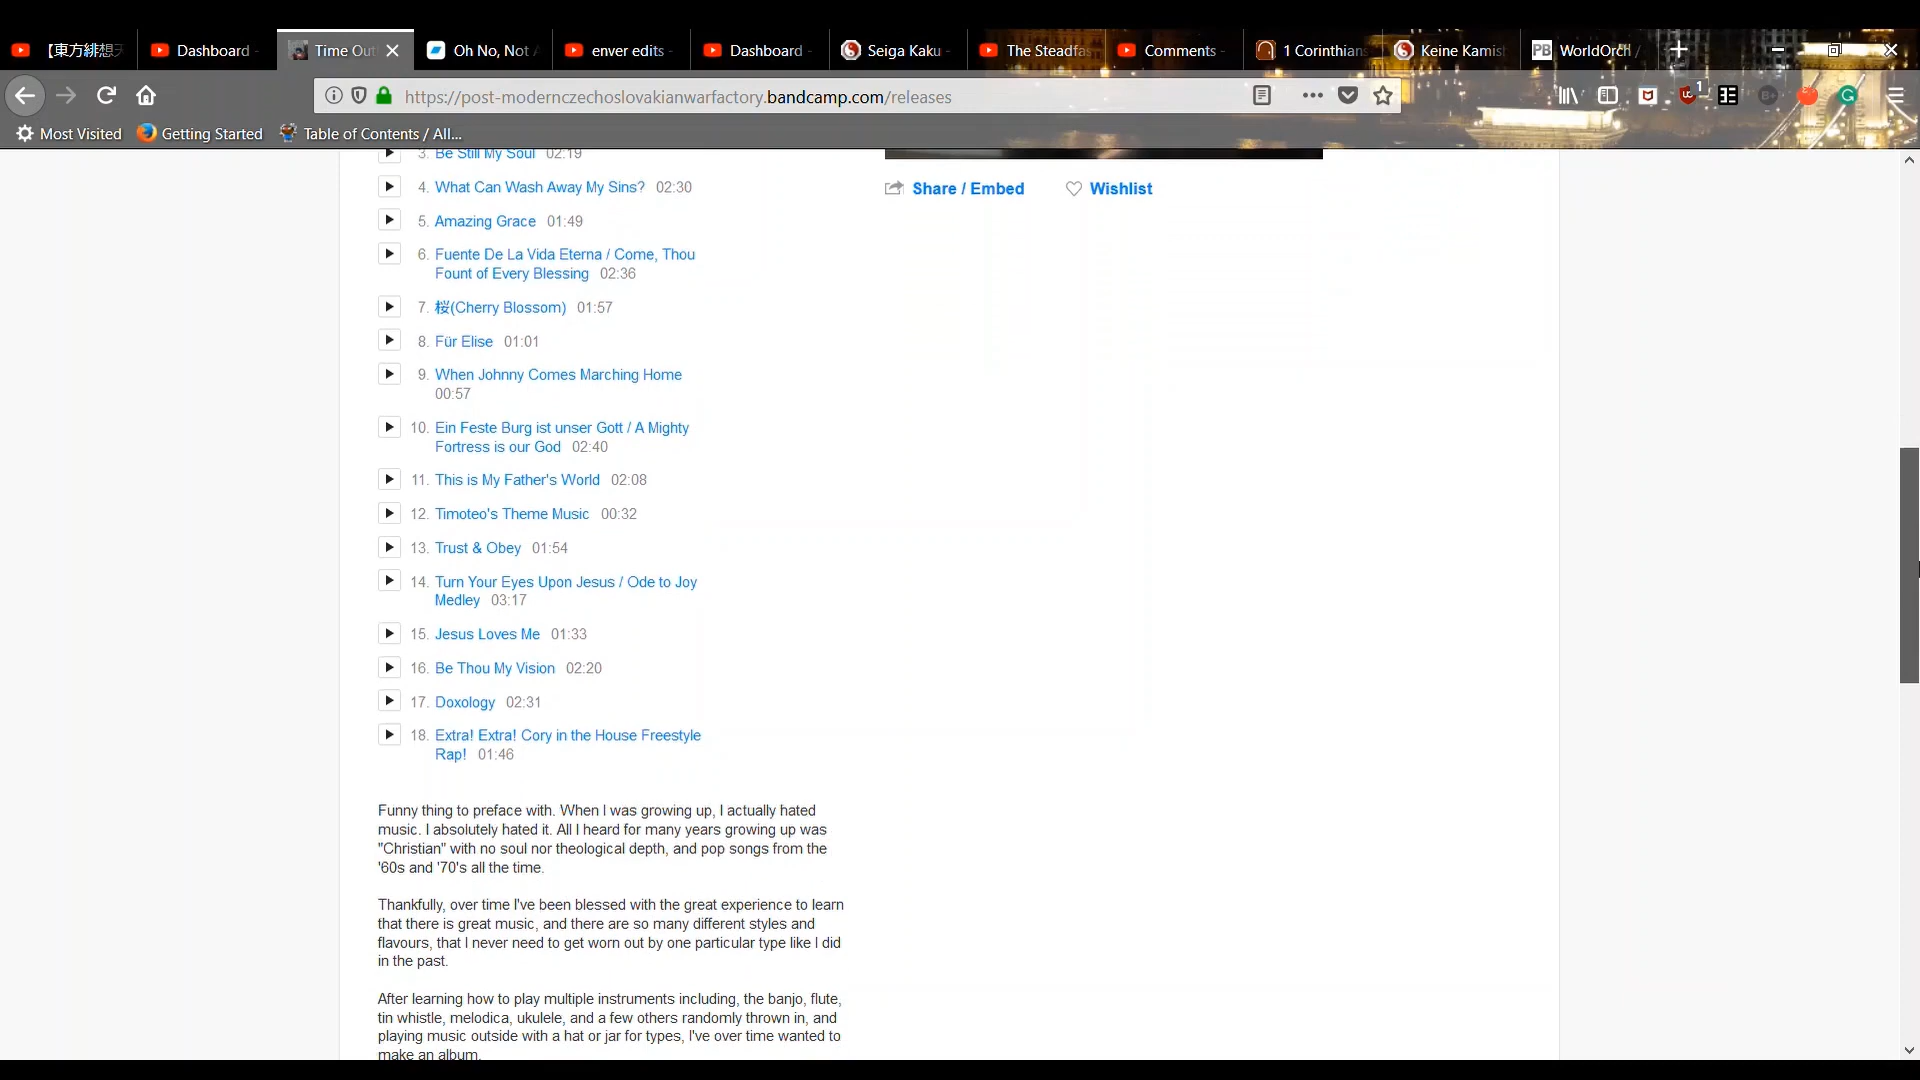 【東方緋想天
Dashboard -
Time Out
Oh No, Not A
enver edits -
Dashboard -
Seiga Kaku -
The Steadfas
Comments -
1 Corinthians
Keine Kamish
PB WorldOrch /
https://post-modernczechoslovakianwarfactory.bandcamp.com/releases
Most Visited
Getting Started
Table of Contents / All...
3. Be Still My Soul 02:19
4. What Can Wash Away My Sins? 02:30
5. Amazing Grace 01:49
6. Fuente De La Vida Eterna / Come, Thou
Fount of Every Blessing 02:36
7. 桜(Cherry Blossom) 01:57
8. Für Elise 01:01
9. When Johnny Comes Marching Home
00:57
10. Ein Feste Burg ist unser Gott / A Mighty
Fortress is our God 02:40
11. This is My Father's World 02:08
12. Timoteo's Theme Music 00:32
13. Trust & Obey 01:54
14. Turn Your Eyes Upon Jesus / Ode to Joy
Medley 03:17
15. Jesus Loves Me 01:33
16. Be Thou My Vision 02:20
17. Doxology 02:31
18. Extra! Extra! Cory in the House Freestyle
Rap! 01:46
Share / Embed
Wishlist
Funny thing to preface with. When I was growing up, I actually hated
music. I absolutely hated it. All I heard for many years growing up was
"Christian" with no soul nor theological depth, and pop songs from the
'60s and '70's all the time.
Thankfully, over time I've been blessed with the great experience to learn
that there is great music, and there are so many different styles and
flavours, that I never need to get worn out by one particular type like I did
in the past.
After learning how to play multiple instruments including, the banjo, flute,
tin whistle, melodica, ukulele, and a few others randomly thrown in, and
playing music outside with a hat or jar for types, I've over time wanted to
make an album.